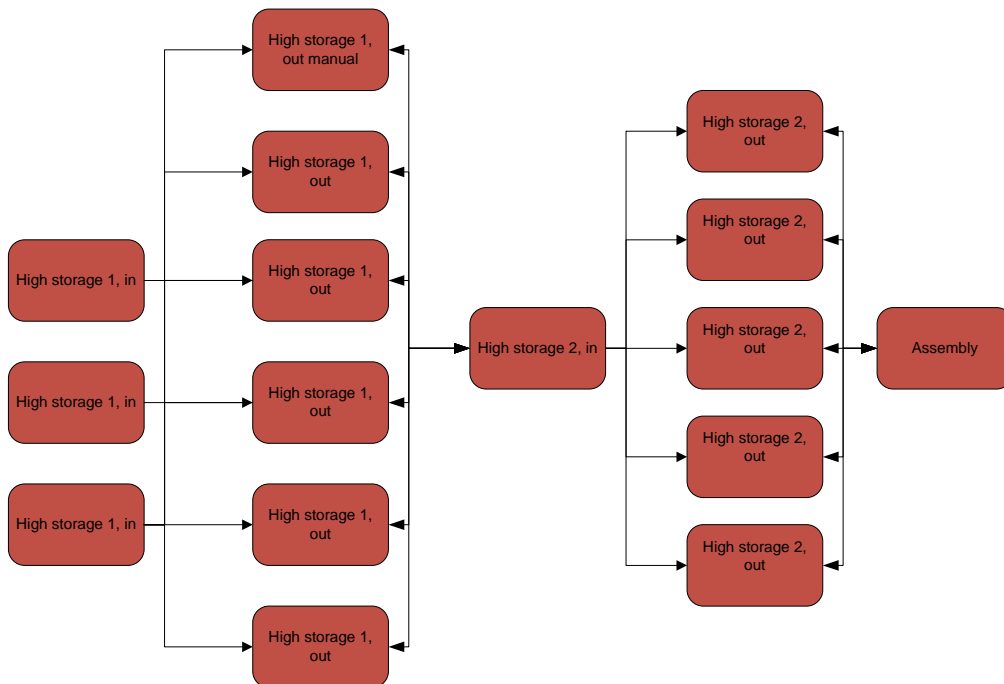 High storage 1,
out manual
High storage 1,
out
High storage 1, in
High storage 1,
out
High storage 1, in
High storage 1,
out
High storage 1, in
High storage 1,
out
High storage 1,
out
High storage 2, in
High storage 2,
out
High storage 2,
out
High storage 2,
out
High storage 2,
out
High storage 2,
out
Assembly